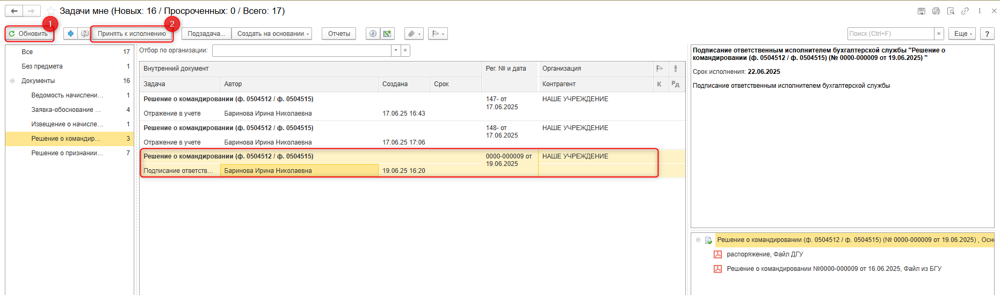 Задачи мне (Новых: 16 / Просроченных: 0 / Всего: 17)
1
2
Обновить
Принять к исполнению
Подзадача...
Создать на основании
Отчеты
Поиск (Ctrl+F)
×
Еще
?
Все 17
Без предмета 1
Документы 16
Ведомость начислени... 1
Заявка-обоснование ... 4
Извещение о начисле... 1
Решение о командир... 3
Решение о признании... 7
Отбор по организации:
×
Внутренний документ Рег. № и дата Организация
Задача Автор Создана Срок Контрагент К Рд
Решение о командировании (ф. 0504512 / ф. 0504515) 147- от НАШЕ УЧРЕЖДЕНИЕ
17.06.2025
Отражение в учете Баринова Ирина Николаевна 17.06.25 16:43
Решение о командировании (ф. 0504512 / ф. 0504515) 148- от НАШЕ УЧРЕЖДЕНИЕ
17.06.2025
Отражение в учете Баринова Ирина Николаевна 17.06.25 17:06
Решение о командировании (ф. 0504512 / ф. 0504515) 0000-000009 от НАШЕ УЧРЕЖДЕНИЕ
19.06.2025
Подписание ответств... Баринова Ирина Николаевна 19.06.25 16:20
Подписание ответственным исполнителем бухгалтерской службы "Решение о
командировании (ф. 0504512 / ф. 0504515) (№ 0000-000009 от 19.06.2025) "
Срок исполнения: 22.06.2025
Подписание ответственным исполнителем бухгалтерской службы
Решение о командировании (ф. 0504512 / ф. 0504515) (№ 0000-000009 от 19.06.2025) , Осн
распоряжение, Файл ДГУ
Решение о командировании №0000-000009 от 16.06.2025, Файл из БГУ